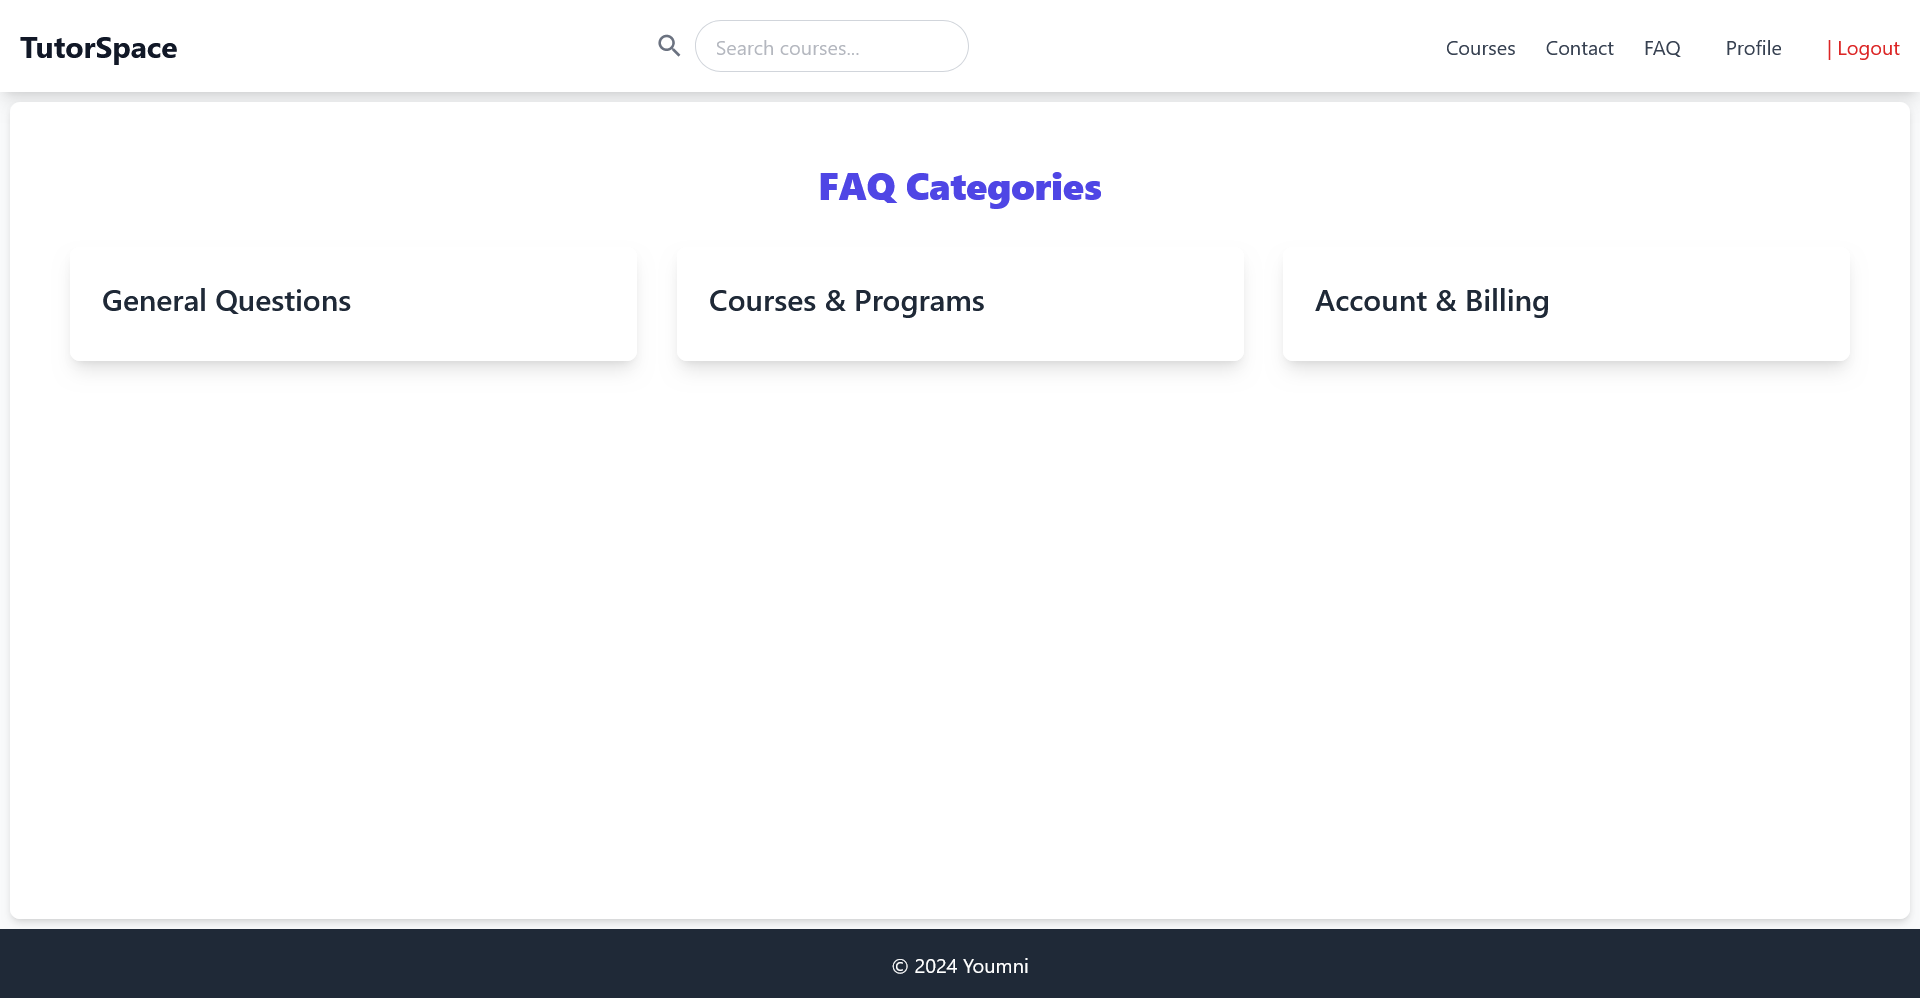 TutorSpace
Search courses...
Courses Contact FAQ Profile | Logout
FAQ Categories
General Questions
Courses & Programs
Account & Billing
© 2024 Youmni